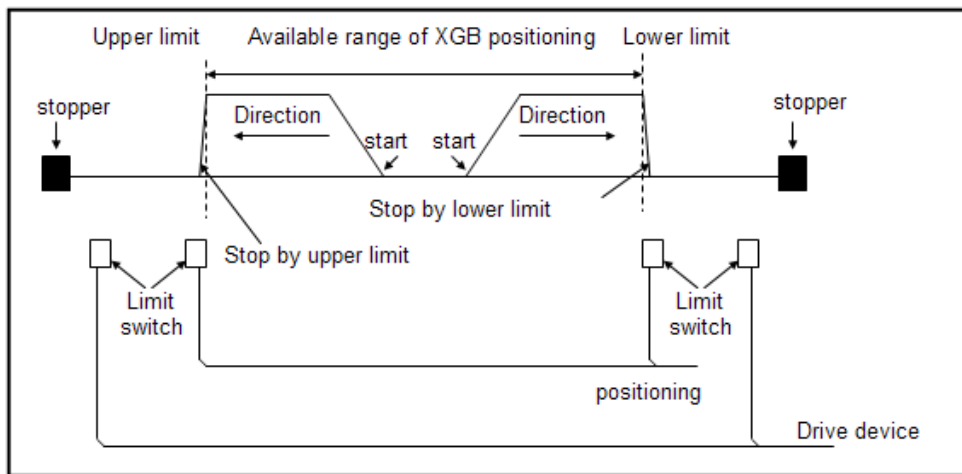 Upper limit
Available range of XGB positioning
Lower limit
stopper
Direction
start
start
Direction
stopper
Stop by lower limit
Stop by upper limit
Limit
switch
Limit
switch
positioning
Drive device